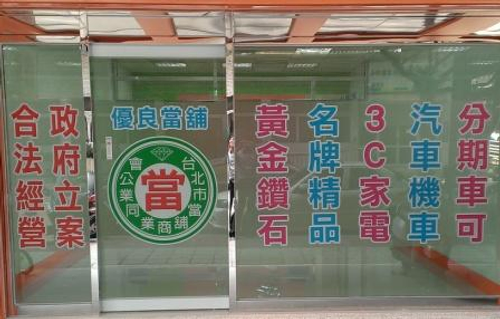 合法經營
政府立案
優良當舖
台北市當舖商業同業公會
當
黃金鑽石
名牌精品
3C家電
汽車機車
分期車可